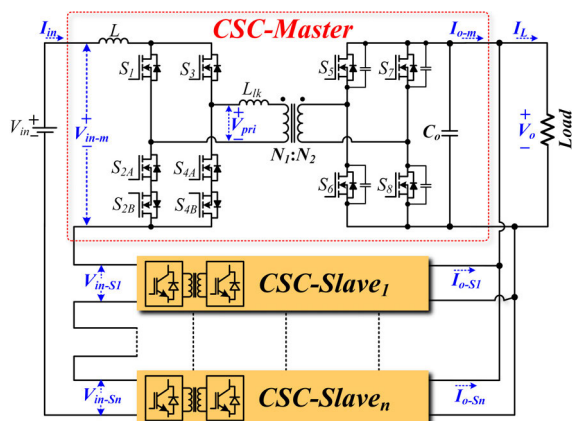 I_in L CSC-Master I_o-m I_L
S_1 S_3 S_5 S_7
L_lk
V_in + - V_in-m + - V_pri + - C_o V_o + - Load
N_1:N_2
S_2A S_4A S_6 S_8
S_2B S_4B
V_in-S1 CSC-Slave_1 I_o-S1
V_in-Sn CSC-Slave_n I_o-Sn